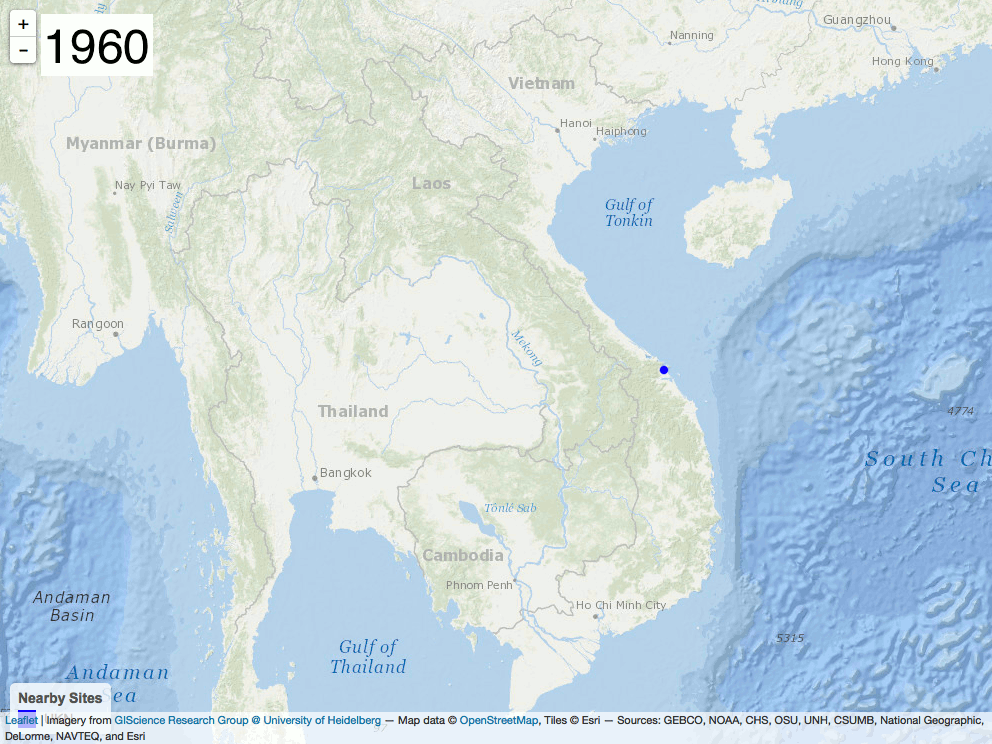 +
1960
−
Guangzhou
Nanning
Hong Kong
Vietnam
Hanoi
Haiphong
Myanmar (Burma)
Laos
Nay Pyi Taw
Salween
Gulf of
Tonkin
Rangoon
Mekong
Thailand
4774
South Ch
Sea
Bangkok
Tônlé Sab
Cambodia
Phnom Penh
Ho Chi Minh City
Andaman
Basin
5315
Gulf of
Thailand
Andaman
ea
Nearby Sites
Leaflet | Imagery from GIScience Research Group @ University of Heidelberg — Map data © OpenStreetMap, Tiles © Esri — Sources: GEBCO, NOAA, CHS, OSU, UNH, CSUMB, National Geographic,
DeLorme, NAVTEQ, and Esri